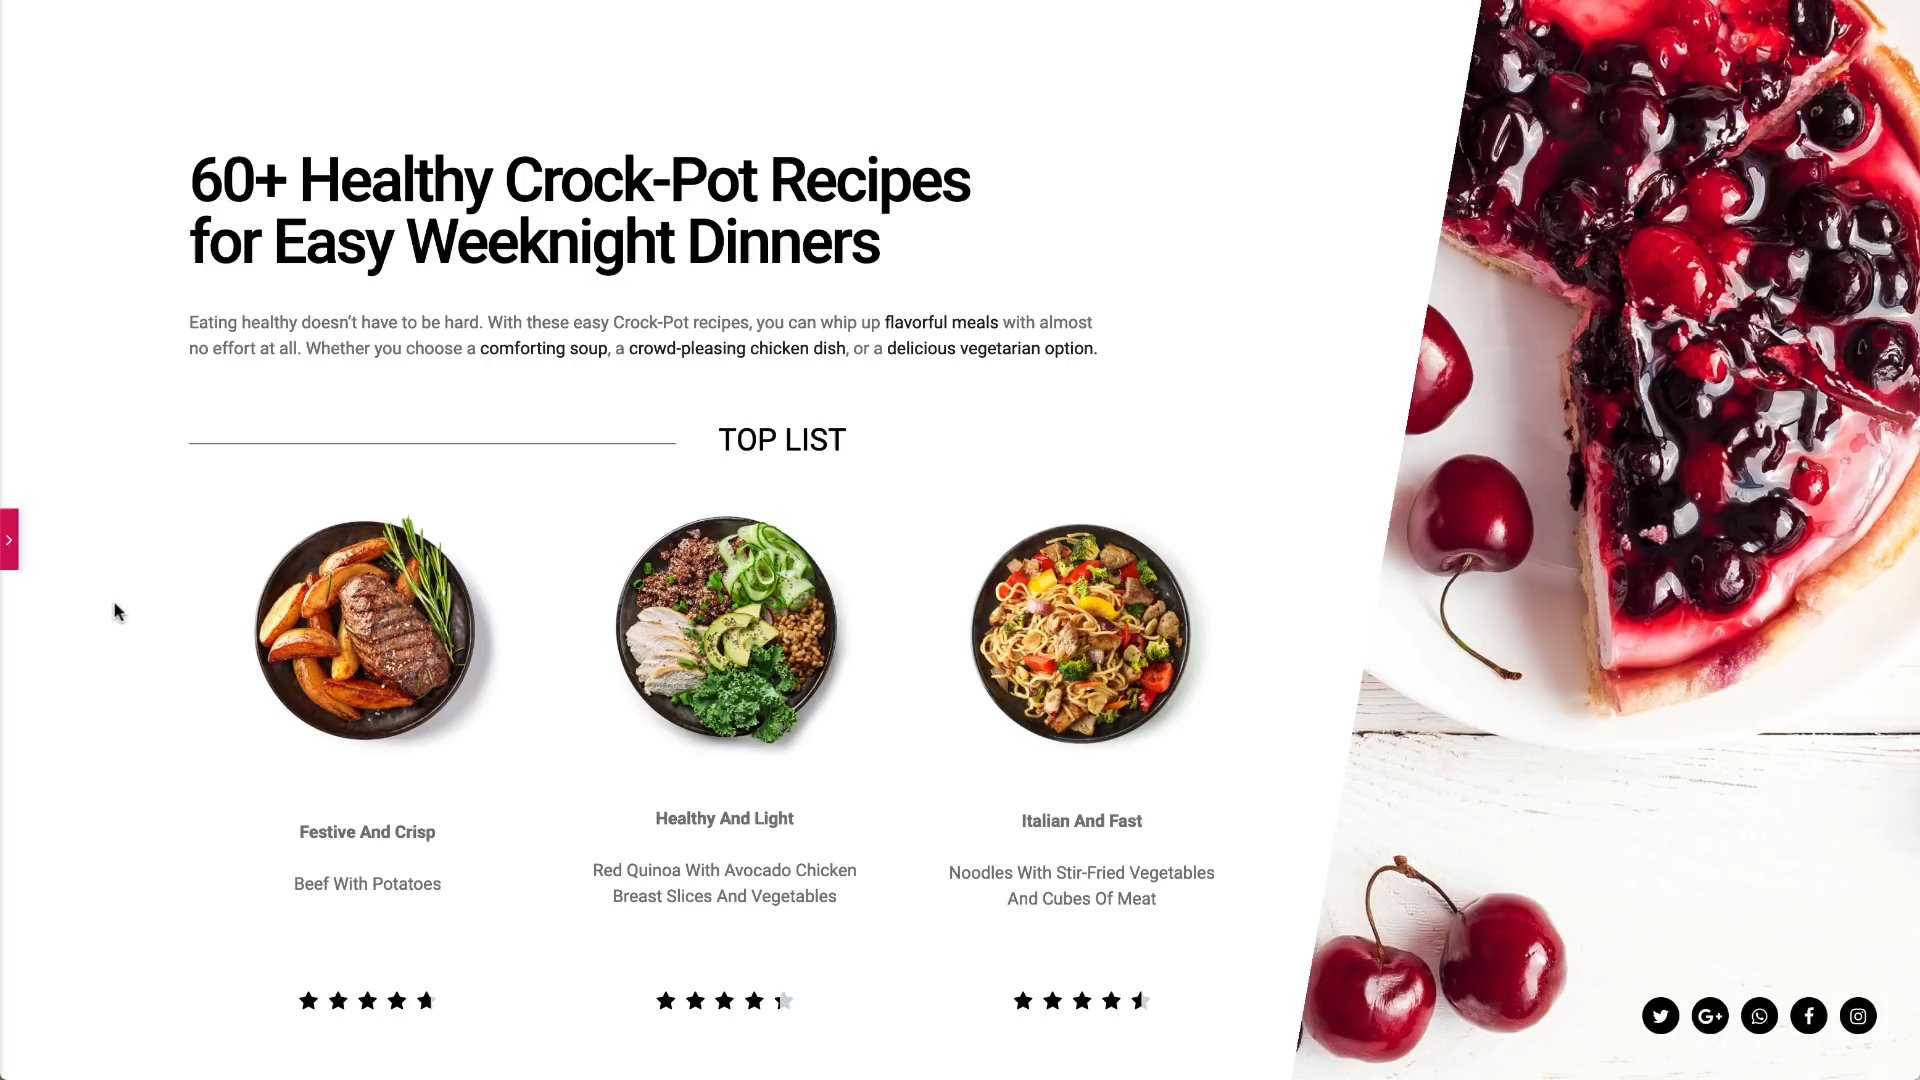 60+ Healthy Crock-Pot Recipes
for Easy Weeknight Dinners
Eating healthy doesn't have to be hard. With these easy Crock-Pot recipes, you can whip up flavorful meals with almost
no effort at all. Whether you choose a comforting soup, a crowd-pleasing chicken dish, or a delicious vegetarian option.
TOP LIST
Festive And Crisp
Beef With Potatoes
Healthy And Light
Red Quinoa With Avocado Chicken
Breast Slices And Vegetables
Italian And Fast
Noodles With Stir-Fried Vegetables
And Cubes Of Meat